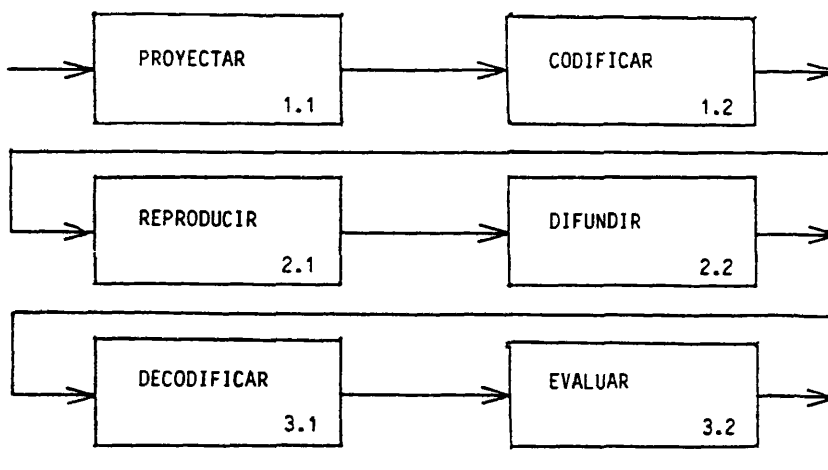 PROYECTAR
1.1
CODIFICAR
1.2
REPRODUCIR
2.1
DIFUNDIR
2.2
DECODIFICAR
3.1
EVALUAR
3.2